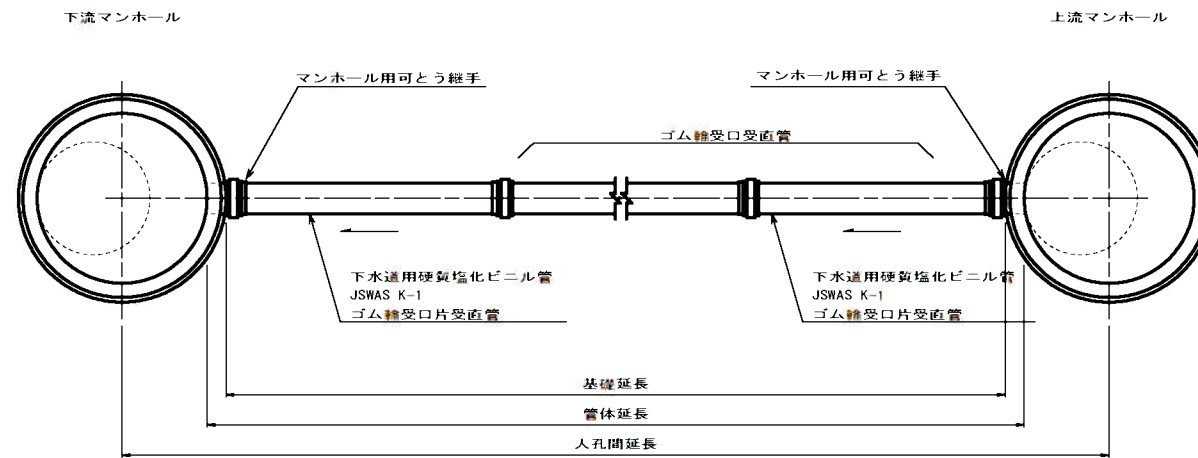 下流マンホール
上流マンホール
マンホール用可とう継手
マンホール用可とう継手
ゴム輪受口受直管
下水道用硬質塩化ビニル管
JSWAS K-1
ゴム輪受口片受直管
下水道用硬質塩化ビニル管
JSWAS K-1
ゴム輪受口片受直管
基礎延長
管体延長
人孔間延長